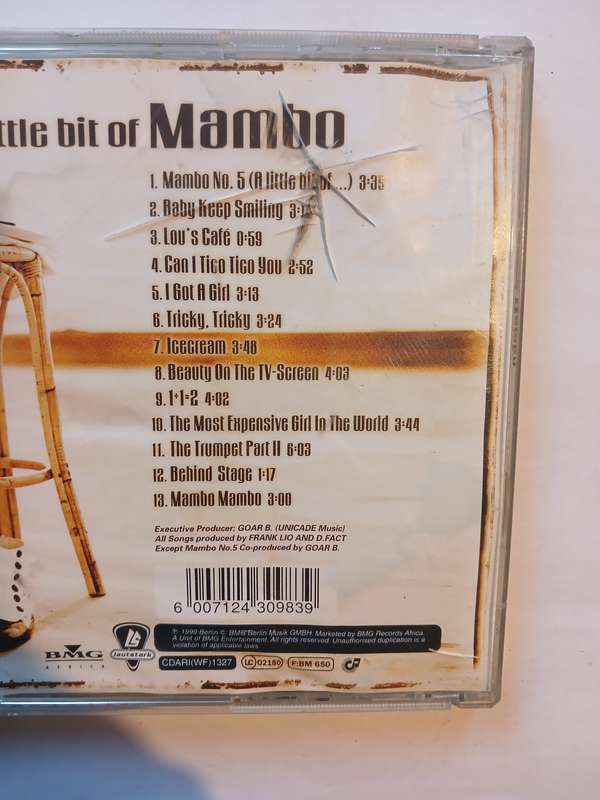 ttle bit of Mambo
1. Mambo No. 5 (A little bit of ...) 3:35
2. Baby Keep Smiling
3. Lou's Café 0:59
4. Can I Tico Tico You 2:52
5. I Got A Girl 3:13
6. Tricky, Tricky 3:24
7. Icecream 3:48
8. Beauty On The TV-Screen 4:03
9. 1+1=2 4:02
10. The Most Expensive Girl In The World 3:44
11. The Trumpet Part II 6:03
12. Behind Stage 1:17
13. Mambo Mambo 3:00
Executive Producer: GOAR B. (UNICADE Music)
All Songs produced by FRANK LIO AND D.FACT
Except Mambo No.5 Co-produced by GOAR B.
6 007124 309839
℗ 1999 Berlin ©: BMG Berlin Musik GMBH. Marketed by BMG Records Africa.
A Unit of BMG Entertainment. All rights reserved. Unauthorised duplication is a
violation of applicable laws
BMG
AFRICA
lautstark
CDARI(WF)1327
LC 02180
F:BM 650